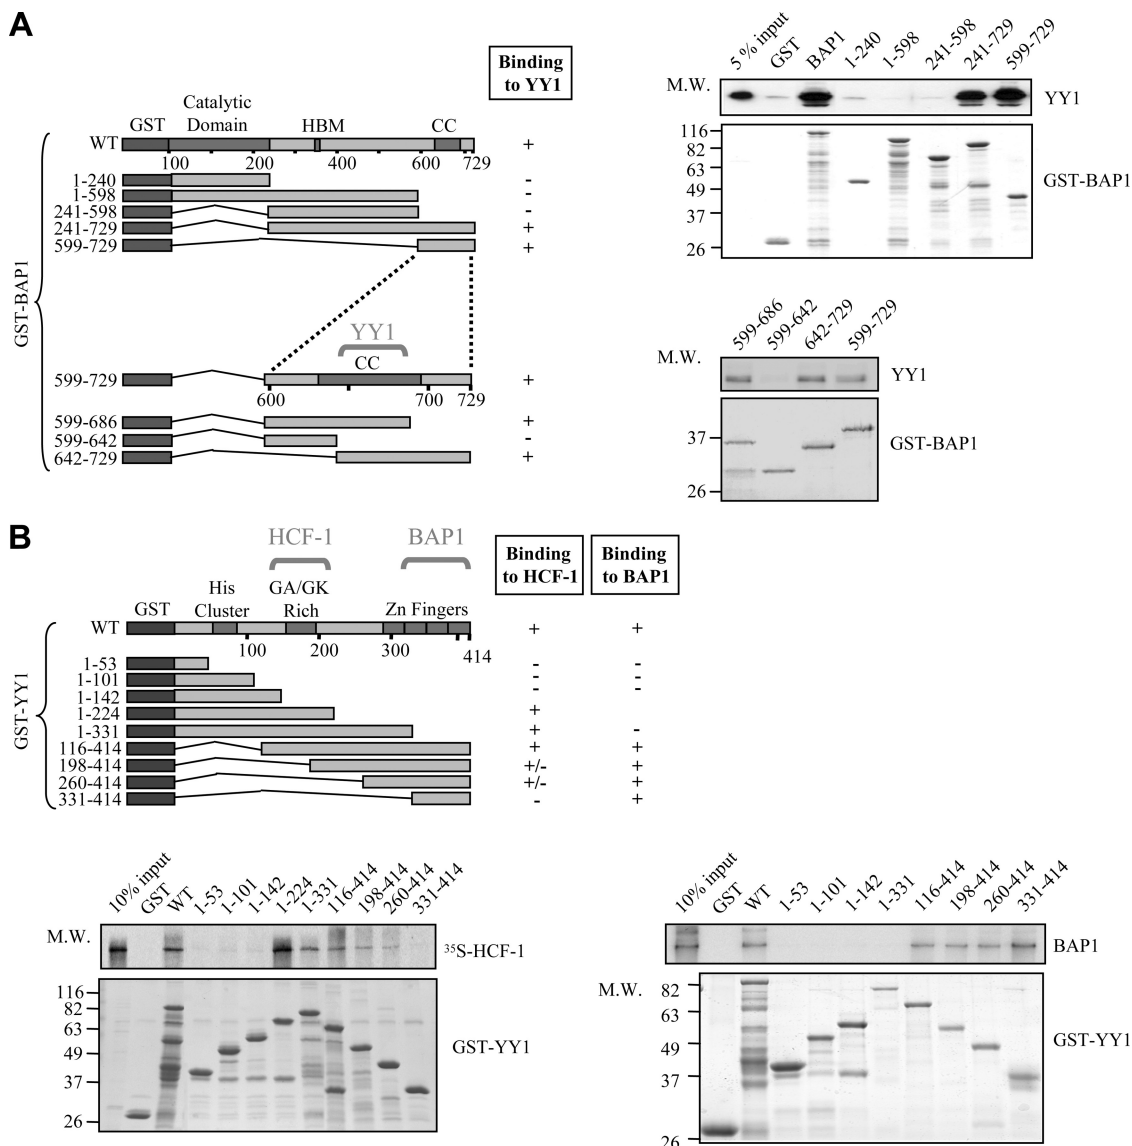 A
Binding
to YY1
GST
Catalytic
Domain
HBM
CC
WT
+
100
200
400
600
729
1-240
-
1-598
-
241-598
-
241-729
+
599-729
+
GST-BAP1
YY1
CC
599-729
+
600
700
729
599-686
+
599-642
-
642-729
+
5 % input
GST
BAP1
1-240
1-598
241-598
241-729
599-729
M.W.
YY1
116
82
63
49
37
26
GST-BAP1
599-686
599-642
642-729
599-729
M.W.
YY1
37
26
GST-BAP1
B
HCF-1
BAP1
Binding
to HCF-1
Binding
to BAP1
GST
His
Cluster
GA/GK
Rich
Zn Fingers
WT
+ +
100
200
300
414
1-53
- -
1-101
- -
1-142
- -
1-224
+
1-331
+ -
116-414
+ +
198-414
+/- +
260-414
+/- +
331-414
- +
GST-YY1
10% input
GST
WT
1-53
1-101
1-142
1-224
1-331
116-414
198-414
260-414
331-414
M.W.
35S-HCF-1
116
82
63
49
37
26
GST-YY1
10% input
GST
WT
1-53
1-101
1-142
1-331
116-414
198-414
260-414
331-414
BAP1
M.W.
82
63
49
37
26
GST-YY1